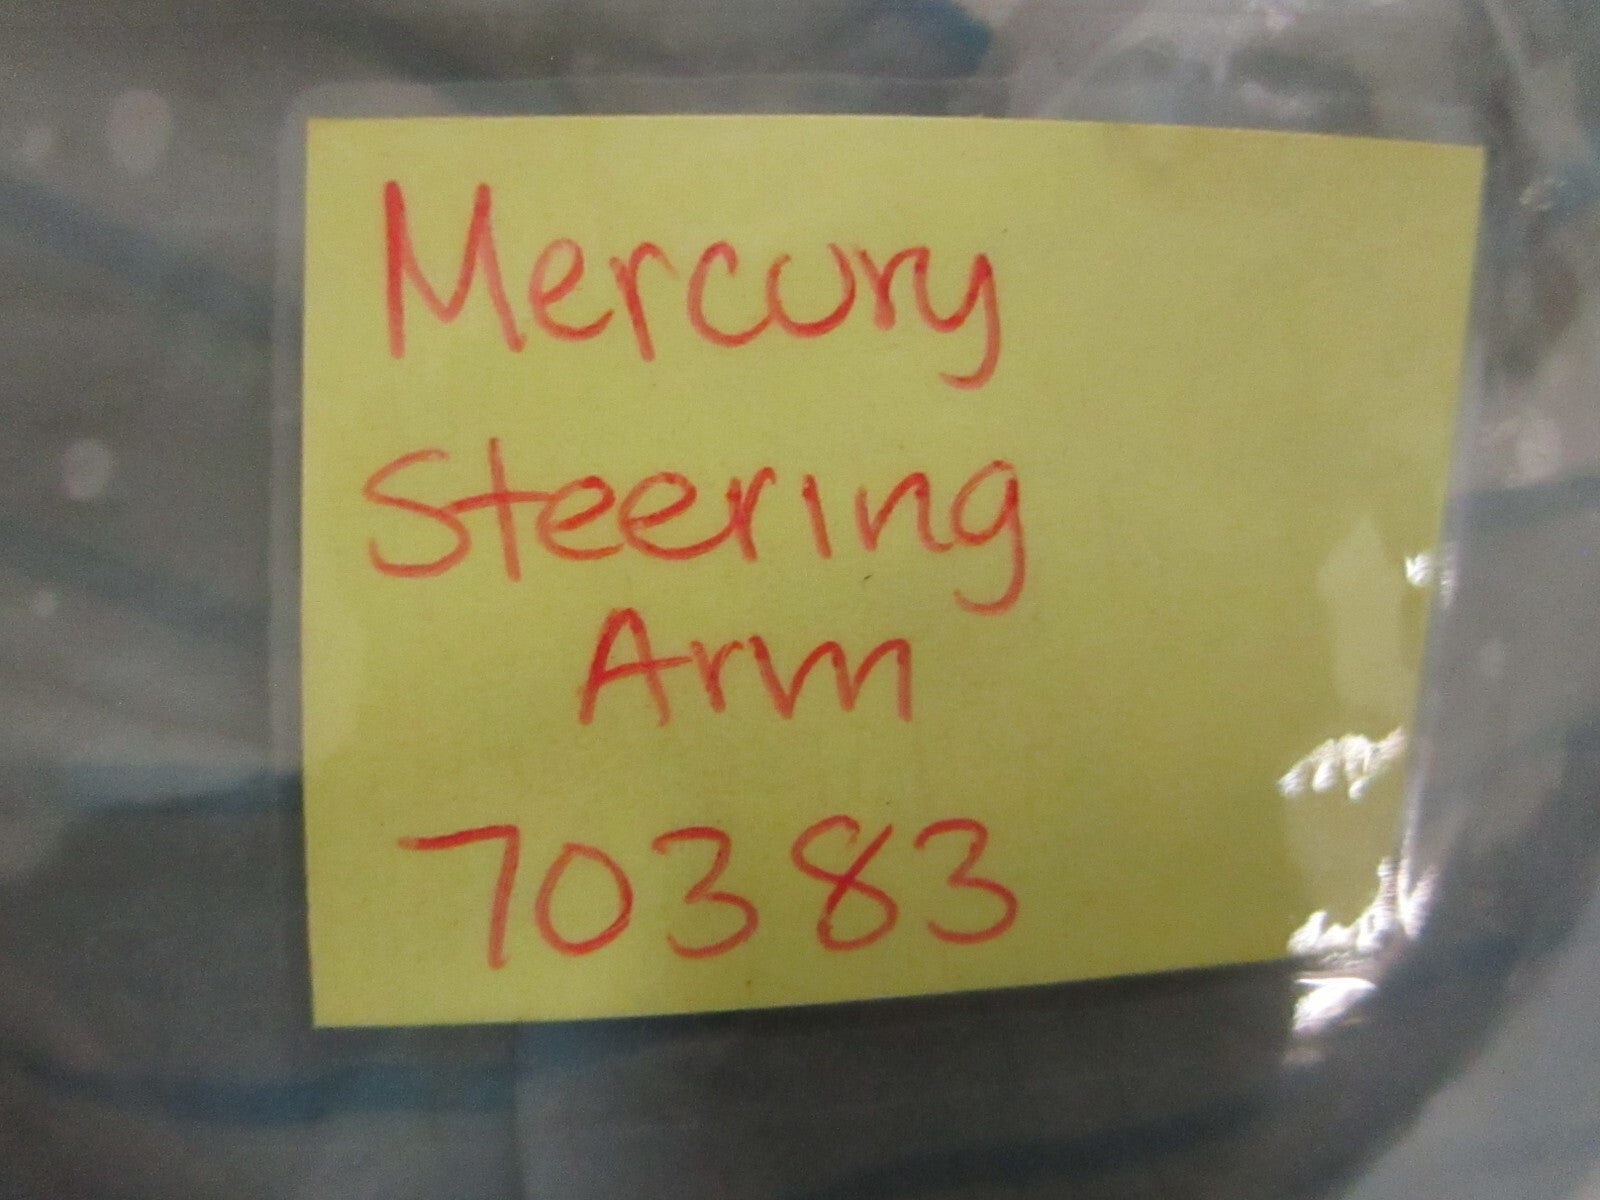 Mercury
Steering
Arm
70383